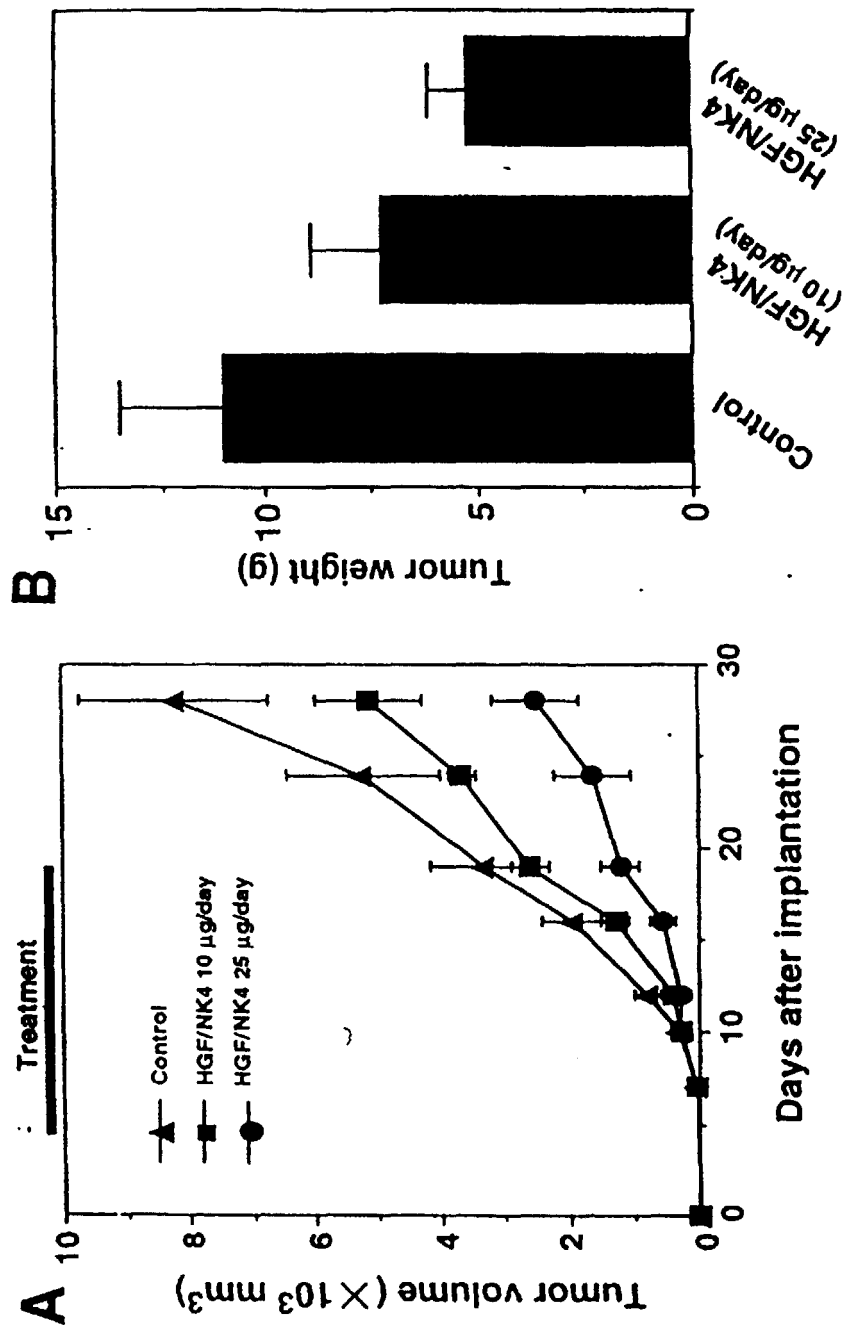 A
Treatment
Control
HGF/NK4 10 μg/day
HGF/NK4 25 μg/day
10
8
6
4
2
0
Tumor volume (×10³ mm³)
0
10
20
30
Days after implantation
B
15
10
5
0
Tumor weight (g)
Control
HGF/NK4
(10 μg/day)
HGF/NK4
(25 μg/day)